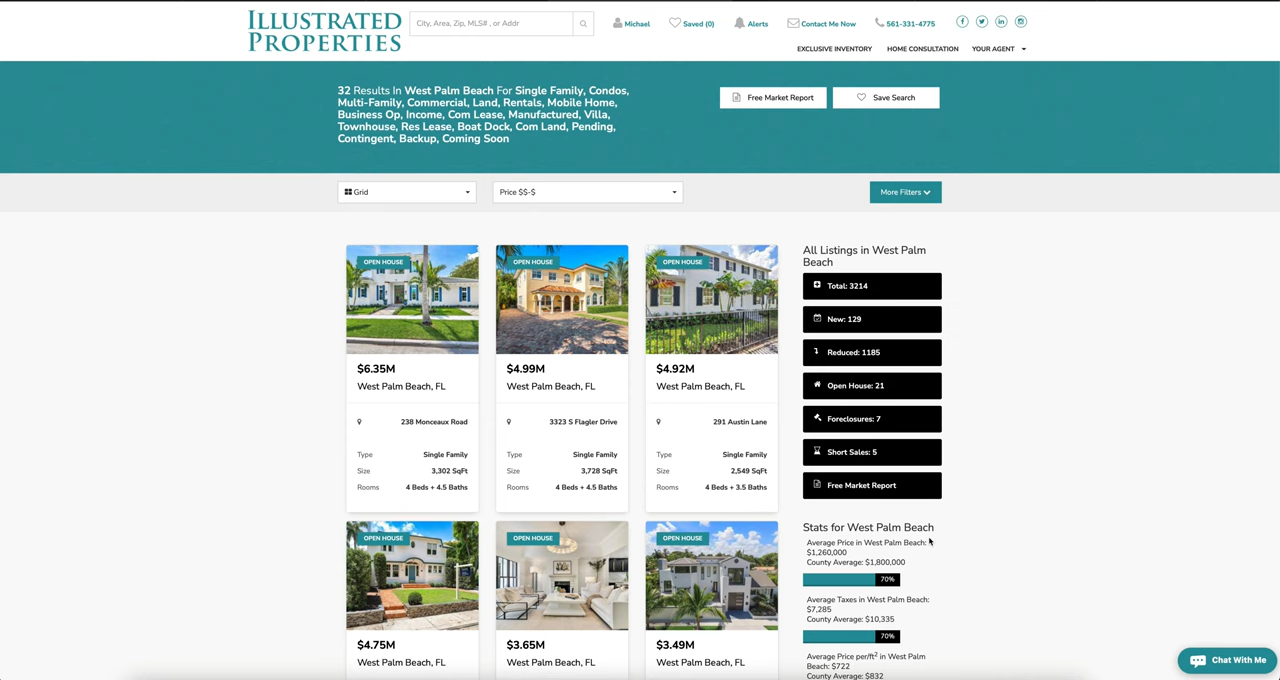 ILLUSTRATED
PROPERTIES
City, Area, Zip, MLS# , or Addr
Michael
Saved (0)
Alerts
Contact Me Now
561-331-4775
EXCLUSIVE INVENTORY
HOME CONSULTATION
YOUR AGENT
32 Results In West Palm Beach For Single Family, Condos,
Multi-Family, Commercial, Land, Rentals, Mobile Home,
Business Op, Income, Com Lease, Manufactured, Villa,
Townhouse, Res Lease, Boat Dock, Com Land, Pending,
Contingent, Backup, Coming Soon
Free Market Report
Save Search
Grid
Price $$-$
More Filters
OPEN HOUSE
$6.35M
West Palm Beach, FL
238 Monceaux Road
Type Single Family
Size 3,302 SqFt
Rooms 4 Beds + 4.5 Baths
OPEN HOUSE
$4.99M
West Palm Beach, FL
3323 S Flagler Drive
Type Single Family
Size 3,728 SqFt
Rooms 4 Beds + 4.5 Baths
OPEN HOUSE
$4.92M
West Palm Beach, FL
291 Austin Lane
Type Single Family
Size 2,549 SqFt
Rooms 4 Beds + 3.5 Baths
OPEN HOUSE
$4.75M
West Palm Beach, FL
OPEN HOUSE
$3.65M
West Palm Beach, FL
OPEN HOUSE
$3.49M
West Palm Beach, FL
All Listings in West Palm
Beach
Total: 3214
New: 129
Reduced: 1185
Open House: 21
Foreclosures: 7
Short Sales: 5
Free Market Report
Stats for West Palm Beach
Average Price in West Palm Beach:
$1,260,000
County Average: $1,800,000
70%
Average Taxes in West Palm Beach:
$7,285
County Average: $10,335
70%
Average Price per/ft2 in West Palm
Beach: $722
County Average: $832
Chat With Me